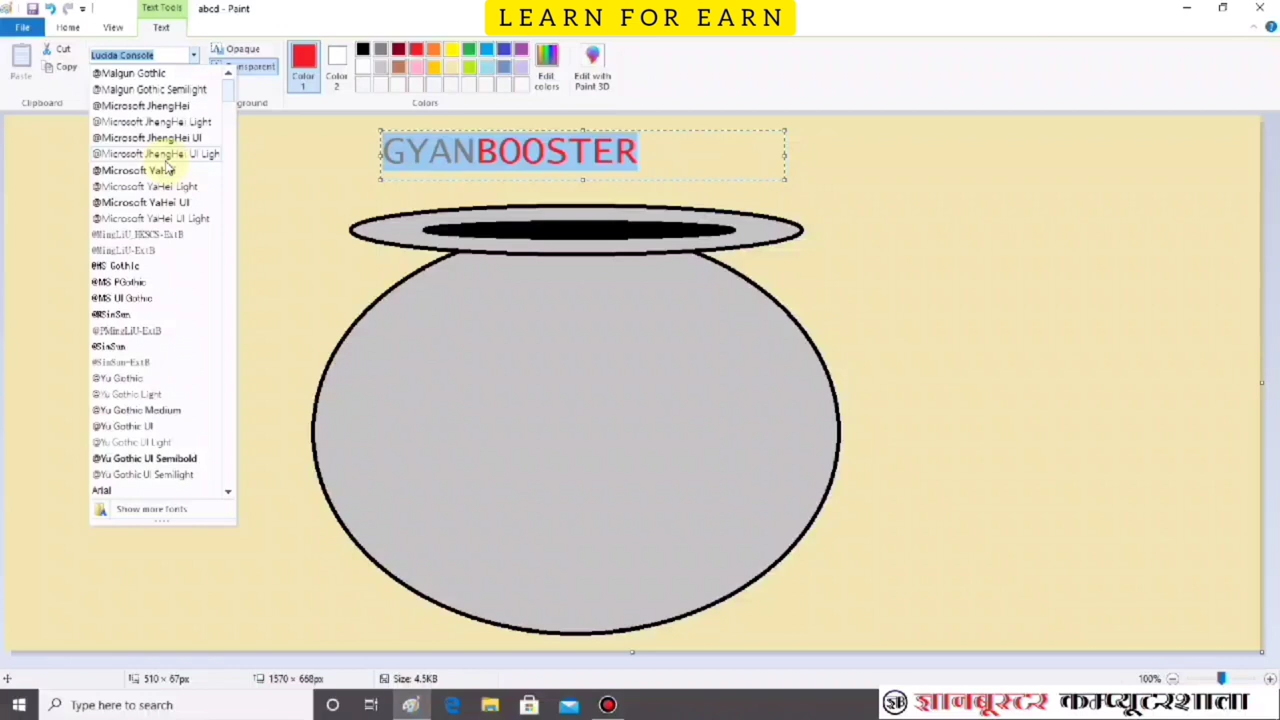 LEARN FOR EARN
Text Tools
abcd - Paint
File
Home
View
Text
Paste
Cut
Copy
Clipboard
Lucida Console
Opaque
Color 1
Color 2
Edit colors
Edit with Paint 3D
Colors
@Malgun Gothic
@Malgun Gothic Semilight
@Microsoft JhengHei
@Microsoft JhengHei Light
@Microsoft JhengHei UI
@Microsoft JhengHei UI Ligh
@Microsoft YaHei
@Microsoft YaHei Light
@Microsoft YaHei UI
@Microsoft YaHei UI Light
@MingLiU_HKSCS-ExtB
@MingLiU-ExtB
@MS Gothic
@MS PGothic
@MS UI Gothic
@NSimSun
@PMingLiU-ExtB
@SimSun
@SimSun-ExtB
@Yu Gothic
@Yu Gothic Light
@Yu Gothic Medium
@Yu Gothic UI
@Yu Gothic UI Light
@Yu Gothic UI Semibold
@Yu Gothic UI Semilight
Arial
Show more fonts
GYANBOOSTER
510 × 67px
1570 × 668px
Size: 4.5KB
100%
Type here to search
ज्ञानबूस्टर कम्प्यूटरशाला